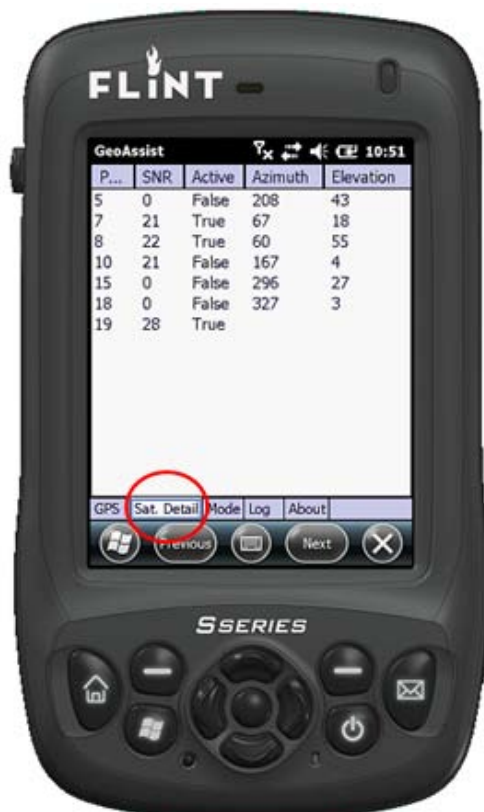 FLiNT
GeoAssist 10:51
P... SNR Active Azimuth Elevation
5 0 False 208 43
7 21 True 67 18
8 22 True 60 55
10 21 False 167 4
15 0 False 296 27
18 0 False 327 3
19 28 True
GPS Sat. Detail Mode Log About
Previous Next
SSERIES